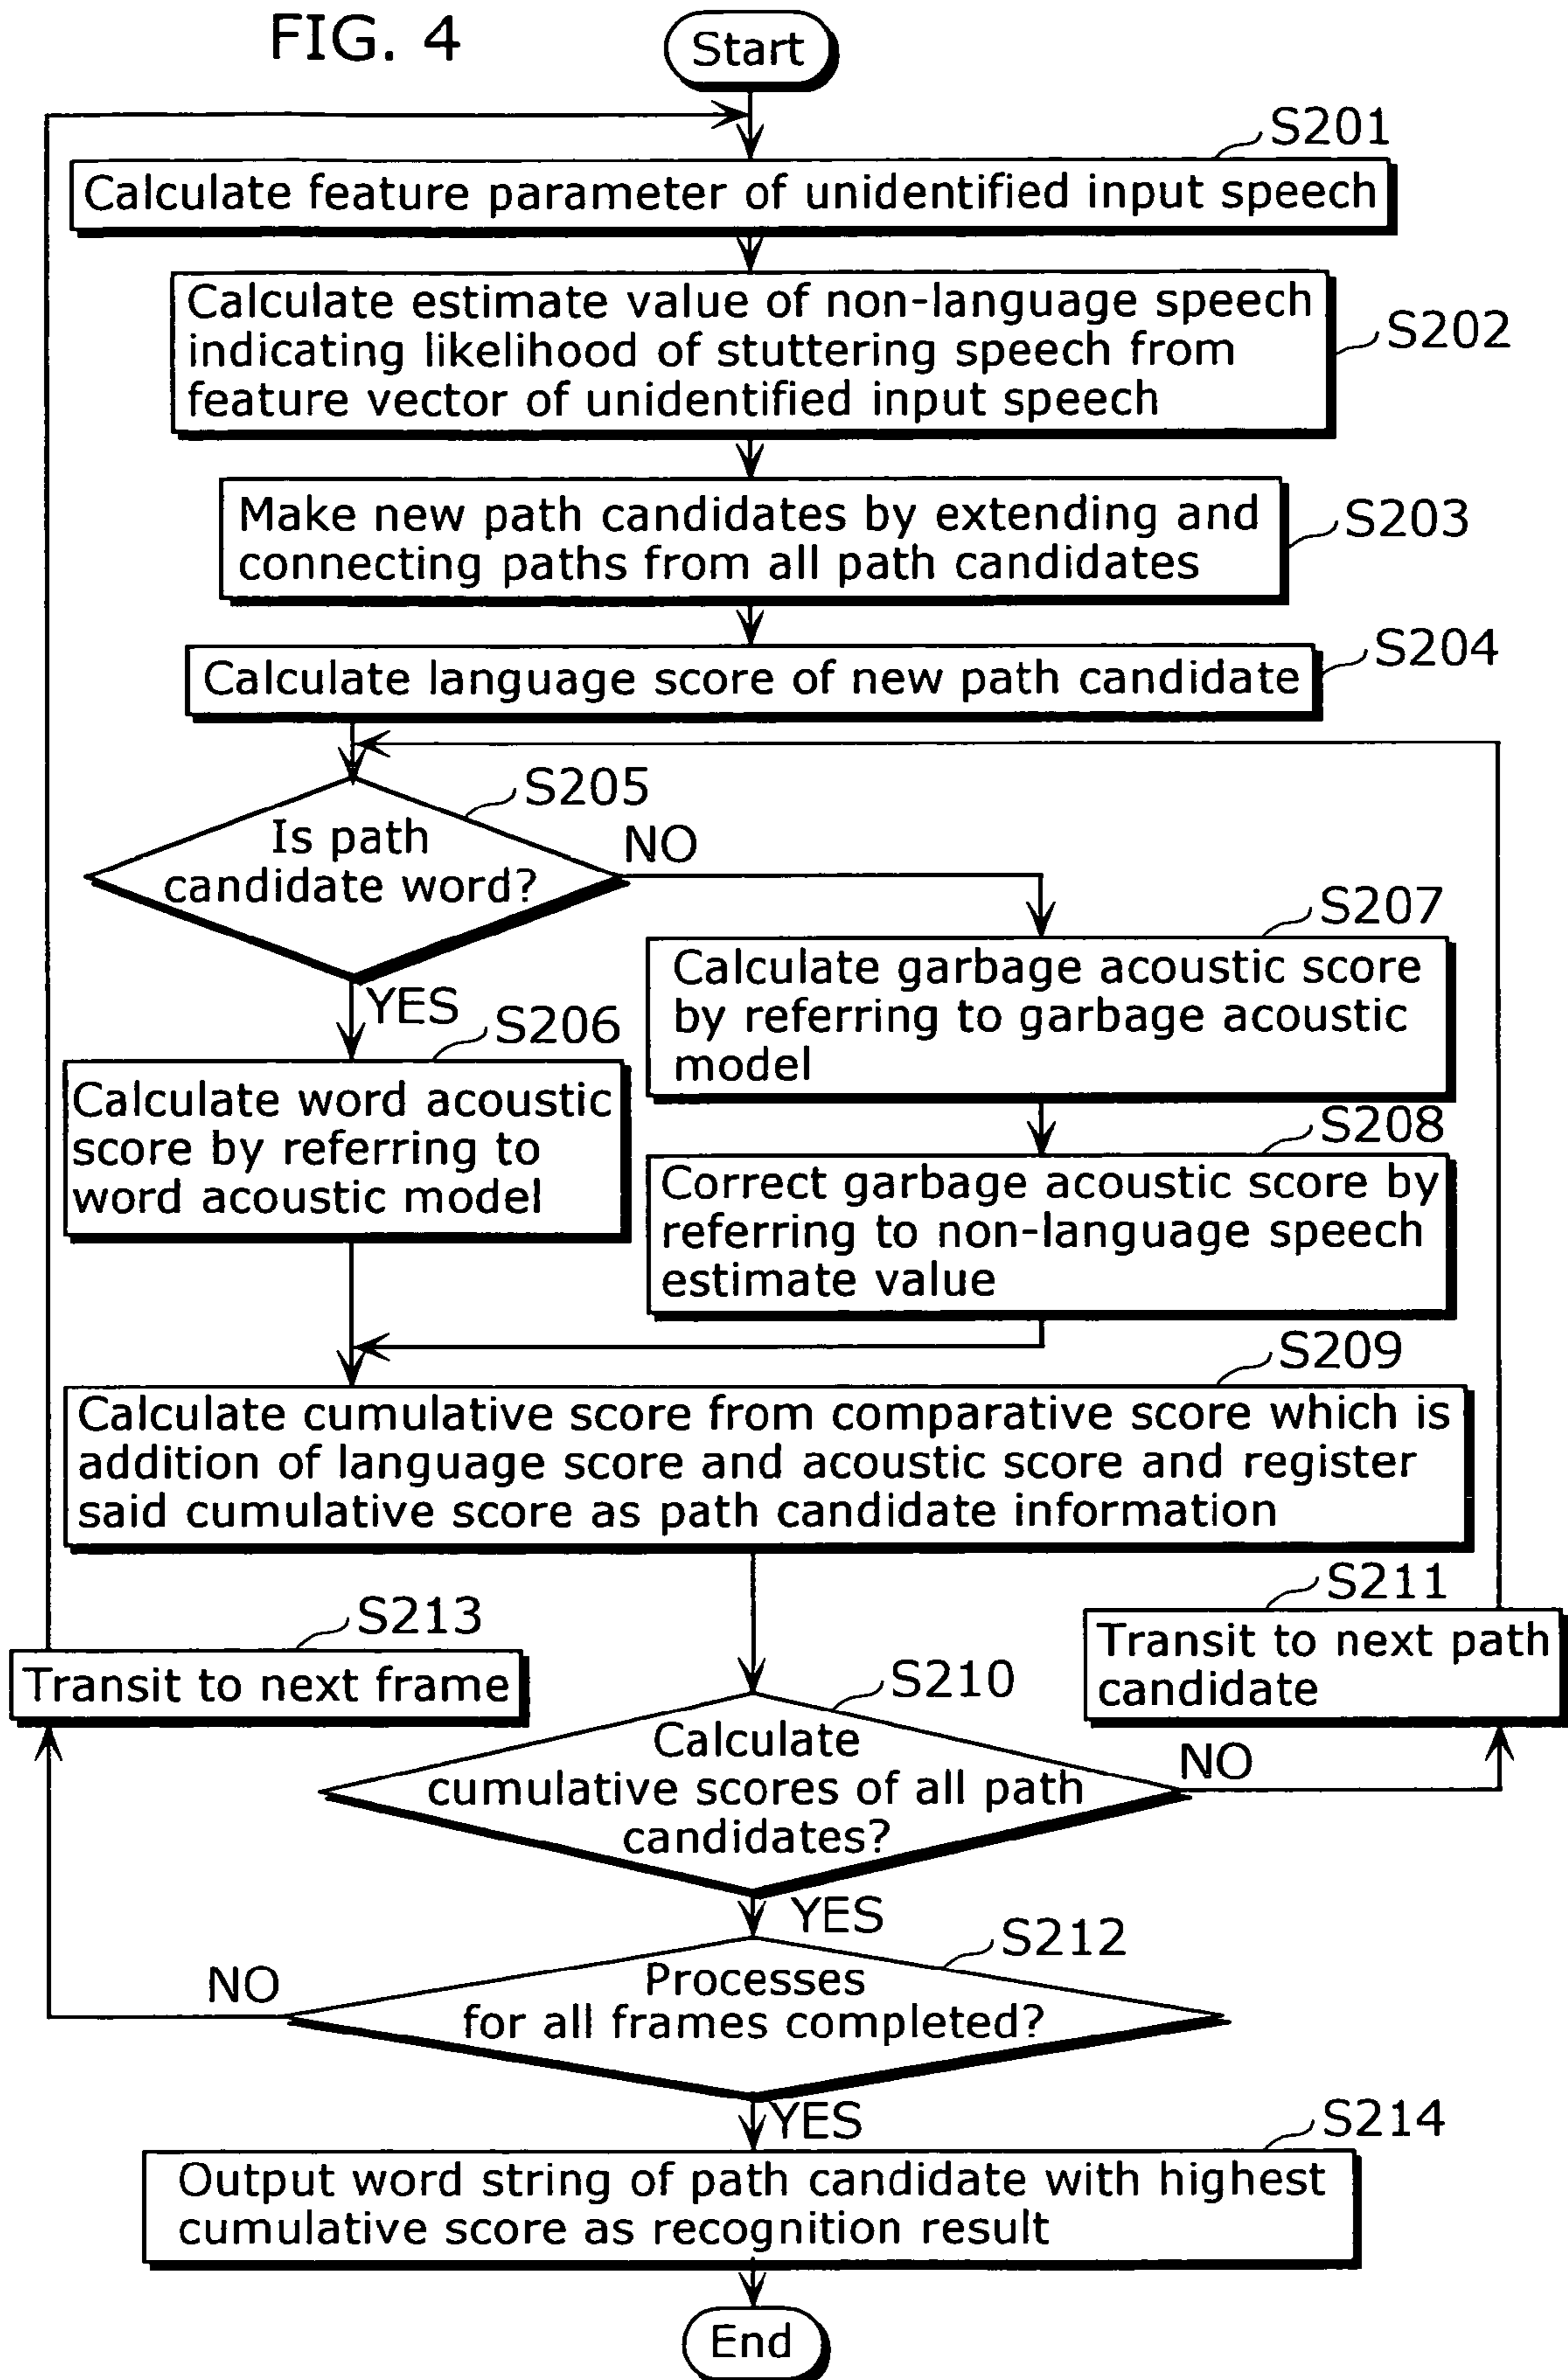 FIG. 4
Start
S201
Calculate feature parameter of unidentified input speech
Calculate estimate value of non-language speech
indicating likelihood of stuttering speech from
feature vector of unidentified input speech
S202
Make new path candidates by extending and
connecting paths from all path candidates
S203
S204
Calculate language score of new path candidate
S205
Is path
candidate word?
NO
YES
S206
Calculate word acoustic
score by referring to
word acoustic model
S207
Calculate garbage acoustic score
by referring to garbage acoustic
model
S208
Correct garbage acoustic score by
referring to non-language speech
estimate value
S209
Calculate cumulative score from comparative score which is
addition of language score and acoustic score and register
said cumulative score as path candidate information
S213
Transit to next frame
S211
Transit to next path
candidate
S210
Calculate
cumulative scores of all path
candidates?
NO
YES
S212
Processes
for all frames completed?
NO
YES
S214
Output word string of path candidate with highest
cumulative score as recognition result
End